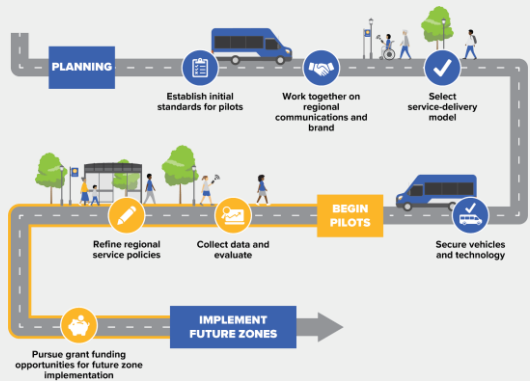 PLANNING
Establish initial
standards for pilots
Work together on
regional
communications and
brand
Select
service-delivery
model
Secure vehicles
and technology
BEGIN
PILOTS
Collect data and
evaluate
Refine regional
service policies
Pursue grant funding
opportunities for future zone
implementation
IMPLEMENT
FUTURE ZONES